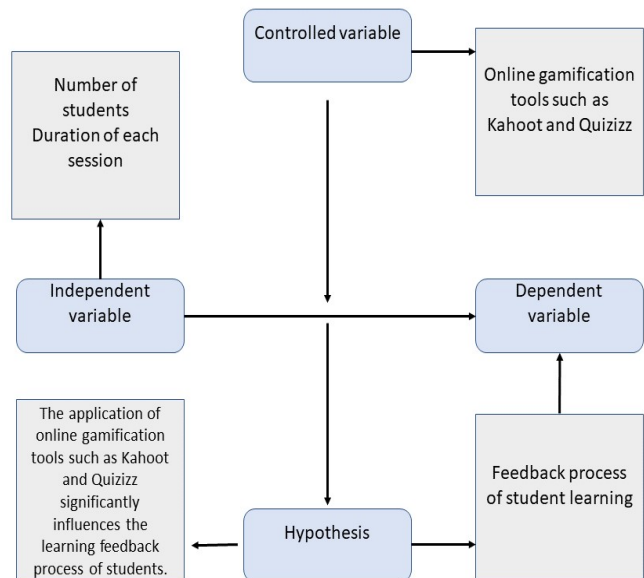 Controlled variable
Number of
students
Duration of each
session
Online gamification
tools such as
Kahoot and Quizizz
Independent
variable
Dependent
variable
The application of
online gamification
tools such as Kahoot
and Quizizz
significantly
influences the
learning feedback
process of students.
Hypothesis
Feedback process
of student learning